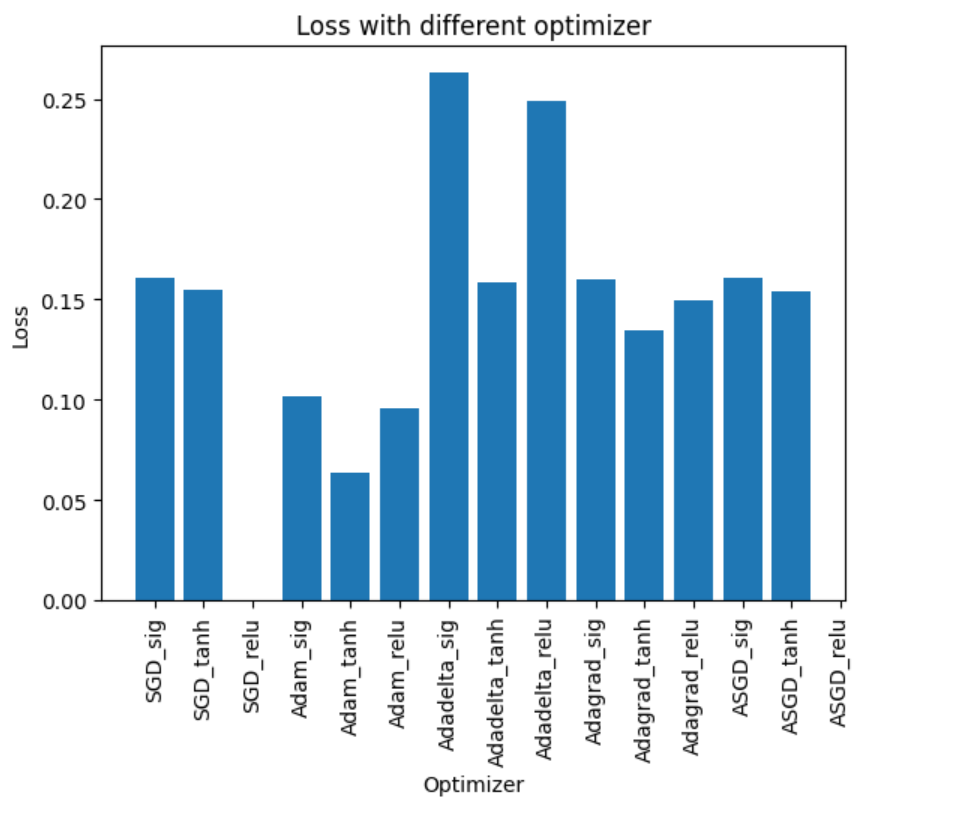 Loss with different optimizer
0.25
0.20
0.15
0.10
0.05
0.00
Loss
SGD_sig
SGD_tanh
SGD_relu
Adam_sig
Adam_tanh
Adam_relu
Adadelta_sig
Adadelta_tanh
Adadelta_relu
Adagrad_sig
Adagrad_tanh
Adagrad_relu
ASGD_sig
ASGD_tanh
ASGD_relu
Optimizer